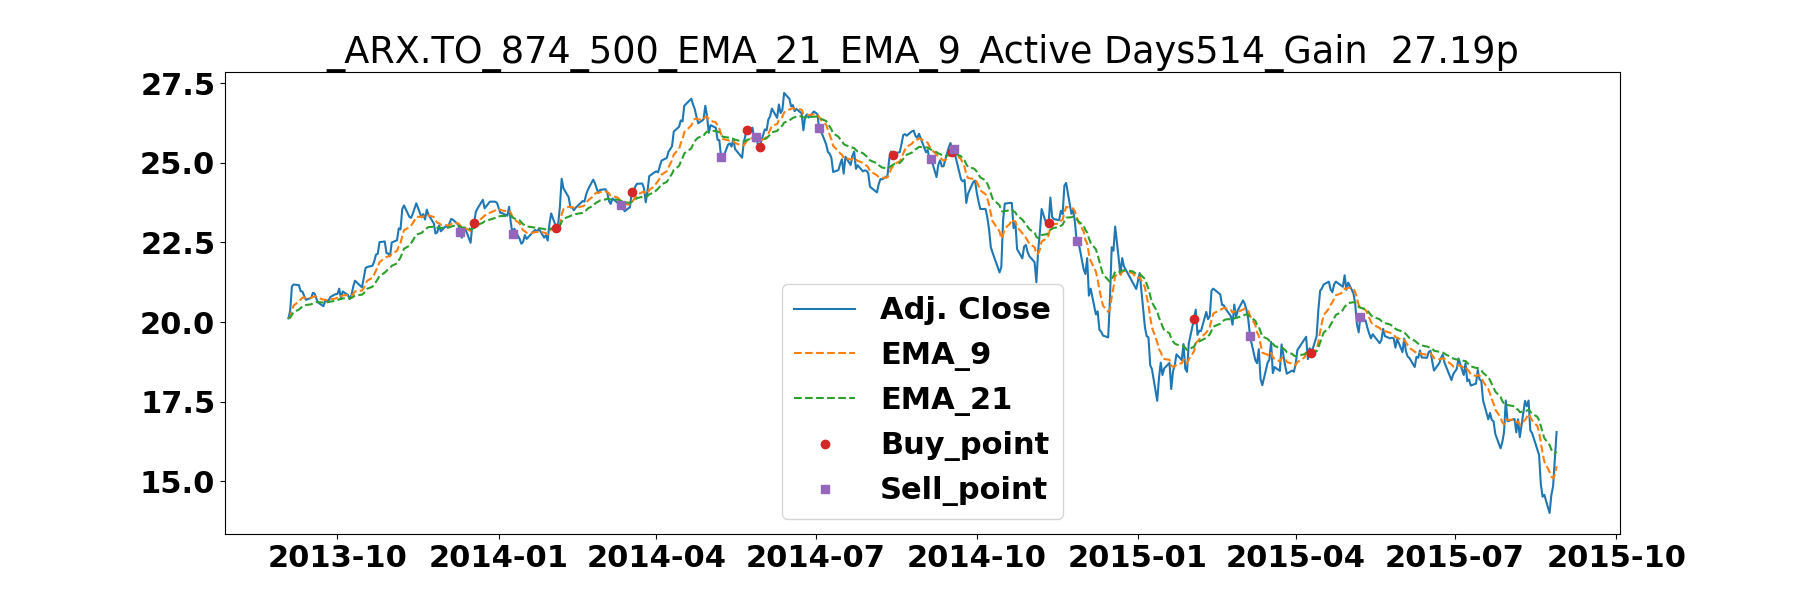 _ARX.TO_874_500_EMA_21_EMA_9_Active Days514_Gain  27.19p
27.5
25.0
22.5
20.0
17.5
15.0
Adj. Close
EMA_9
EMA_21
Buy_point
Sell_point
2013-10 2014-01 2014-04 2014-07 2014-10 2015-01 2015-04 2015-07 2015-10